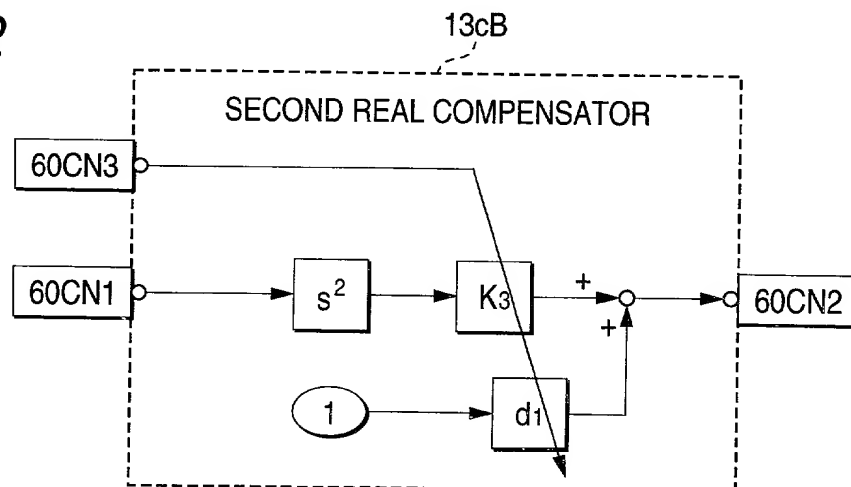 13cB
SECOND REAL COMPENSATOR
60CN3
60CN1
s²
K3
+
+
60CN2
1
d1